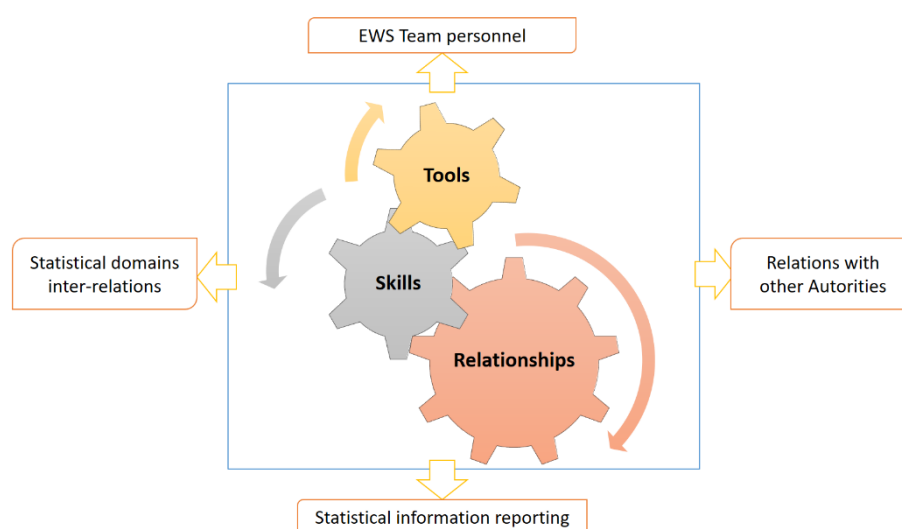 EWS Team personnel
Tools
Statistical domains
inter-relations
Skills
Relations with
other Autorities
Relationships
Statistical information reporting